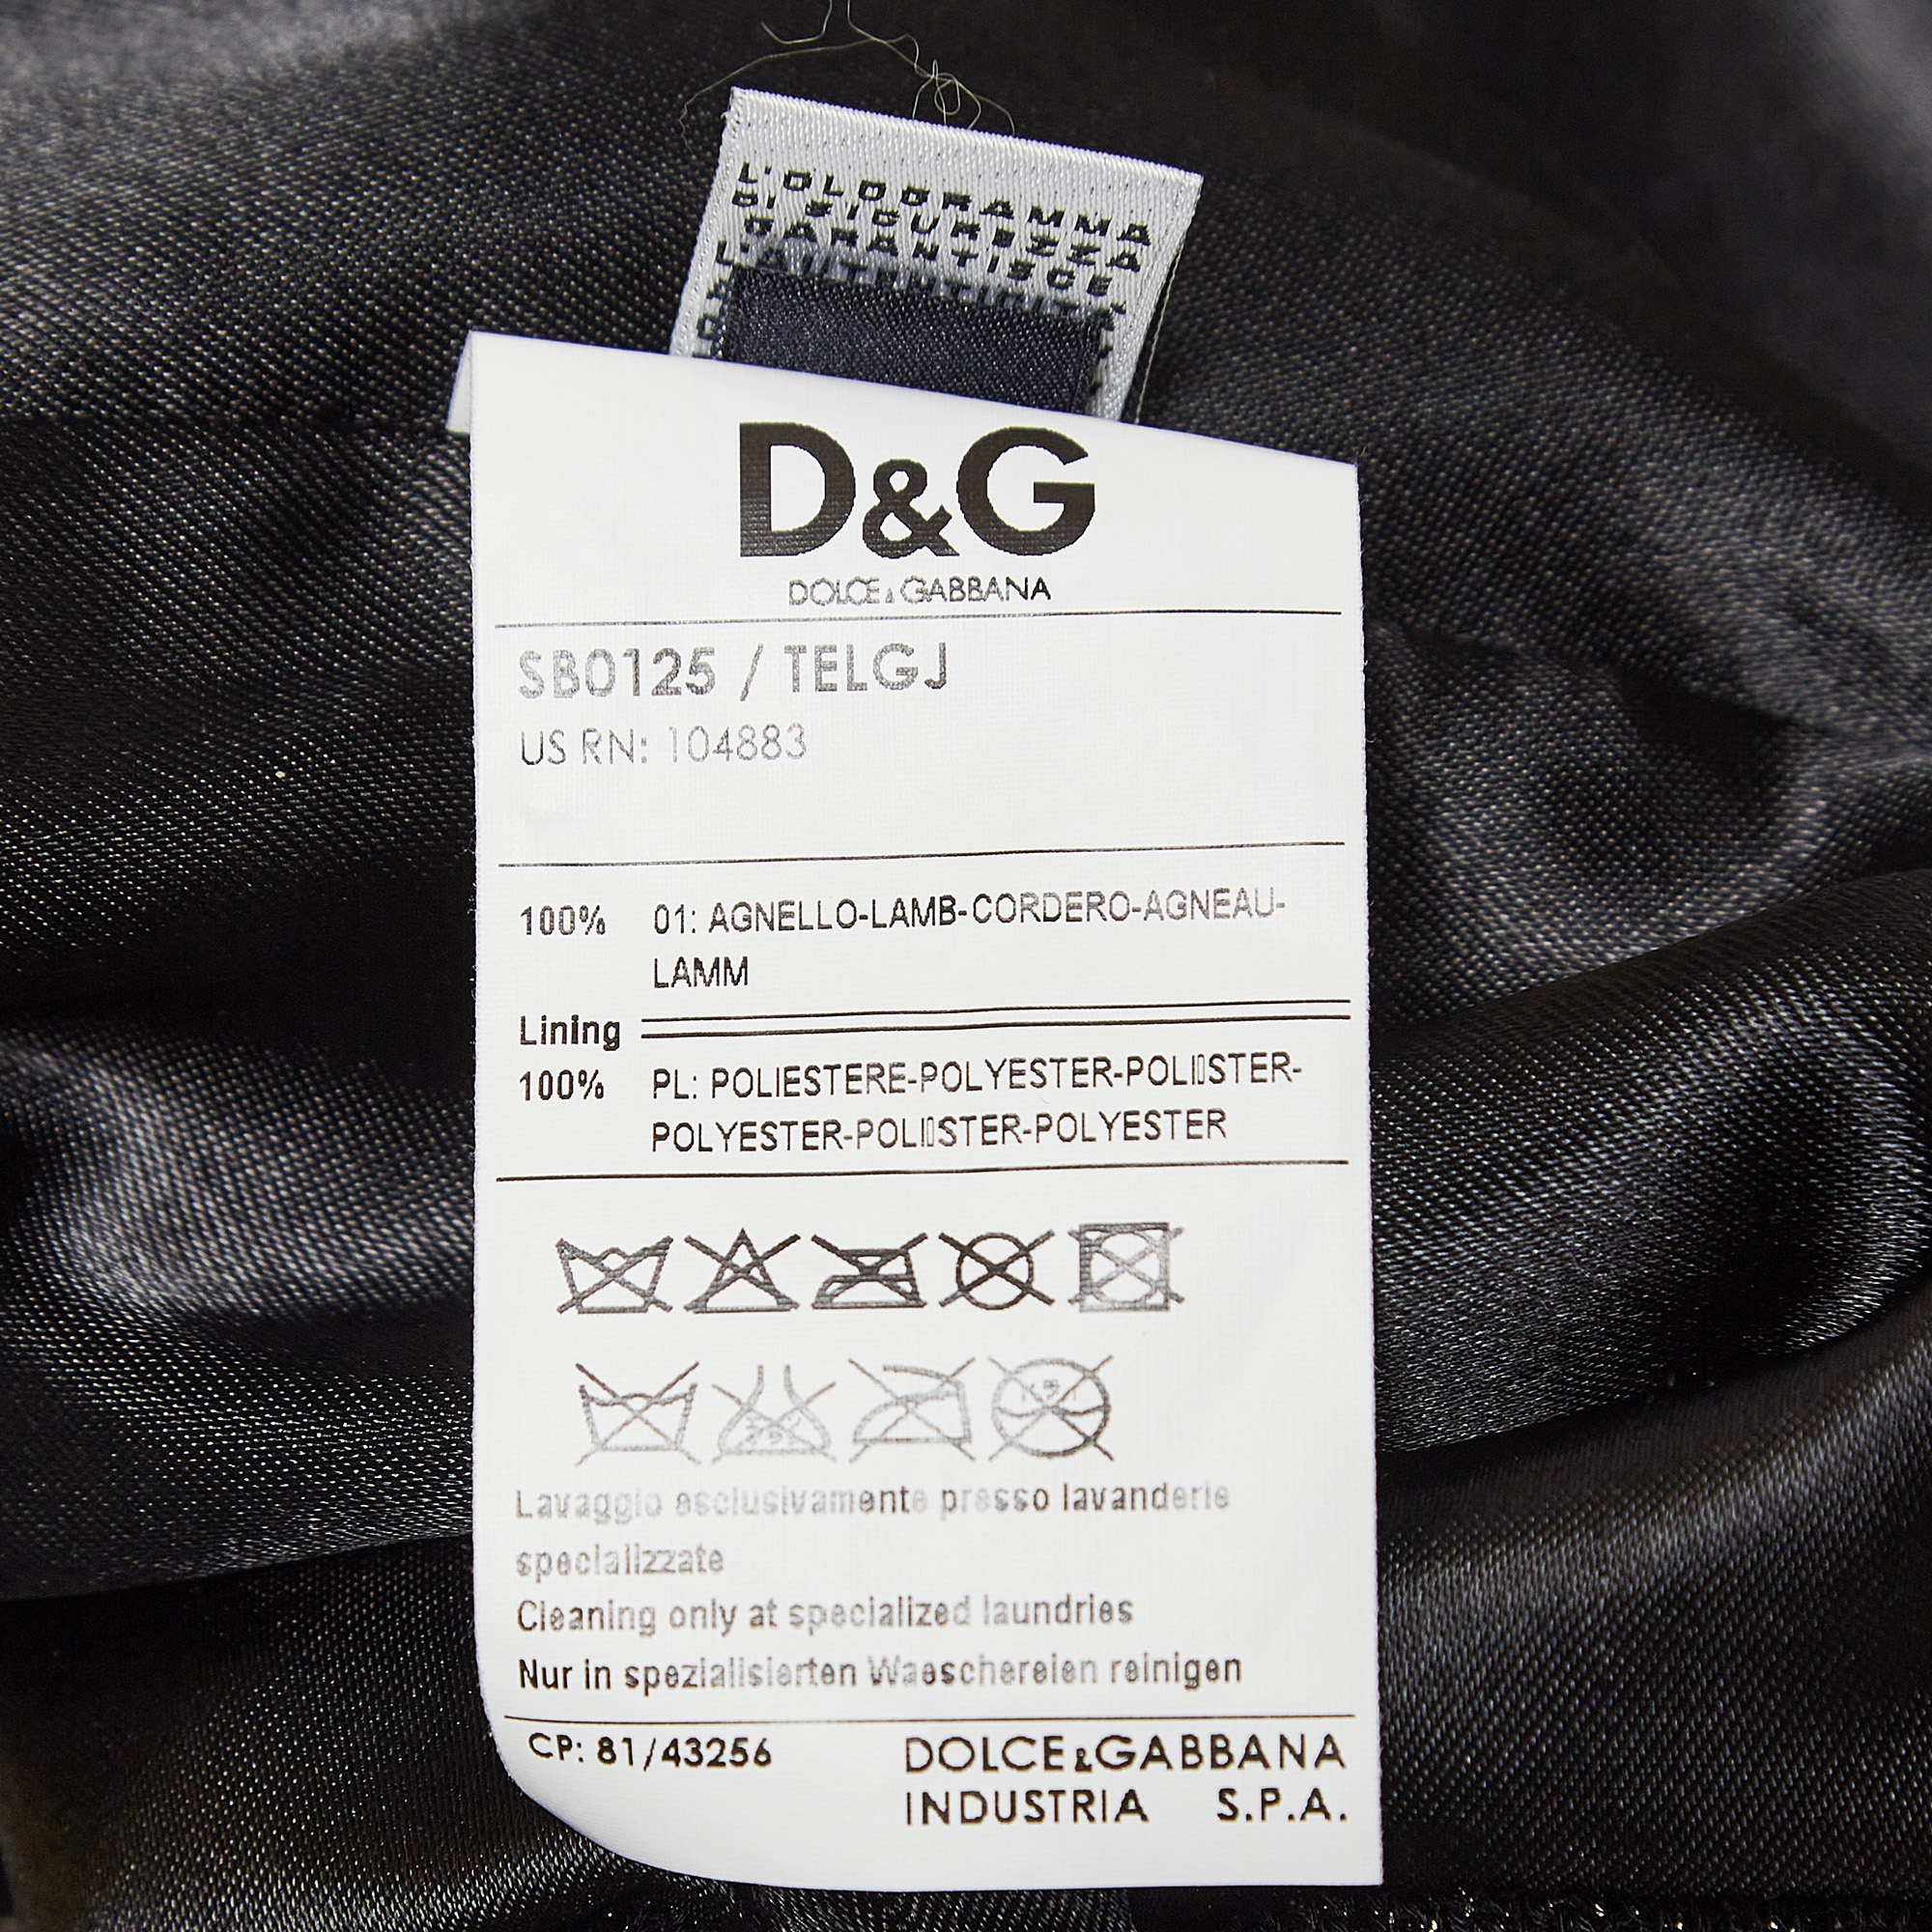 L'OLOGRAMMA
DI SICUREZZA
GARANTISCE
D&G
DOLCE & GABBANA
SB0125 / TELGJ
US RN: 104883
100% 01: AGNELLO-LAMB-CORDERO-AGNEAU-
LAMM
Lining
100% PL: POLIESTERE-POLYESTER-POLI▯STER-
POLYESTER-POLI▯STER-POLYESTER
Lavaggio esclusivamente presso lavanderie
specializzate
Cleaning only at specialized laundries
Nur in spezialisierten Waeschereien reinigen
CP: 81/43256
DOLCE&GABBANA
INDUSTRIA S.P.A.